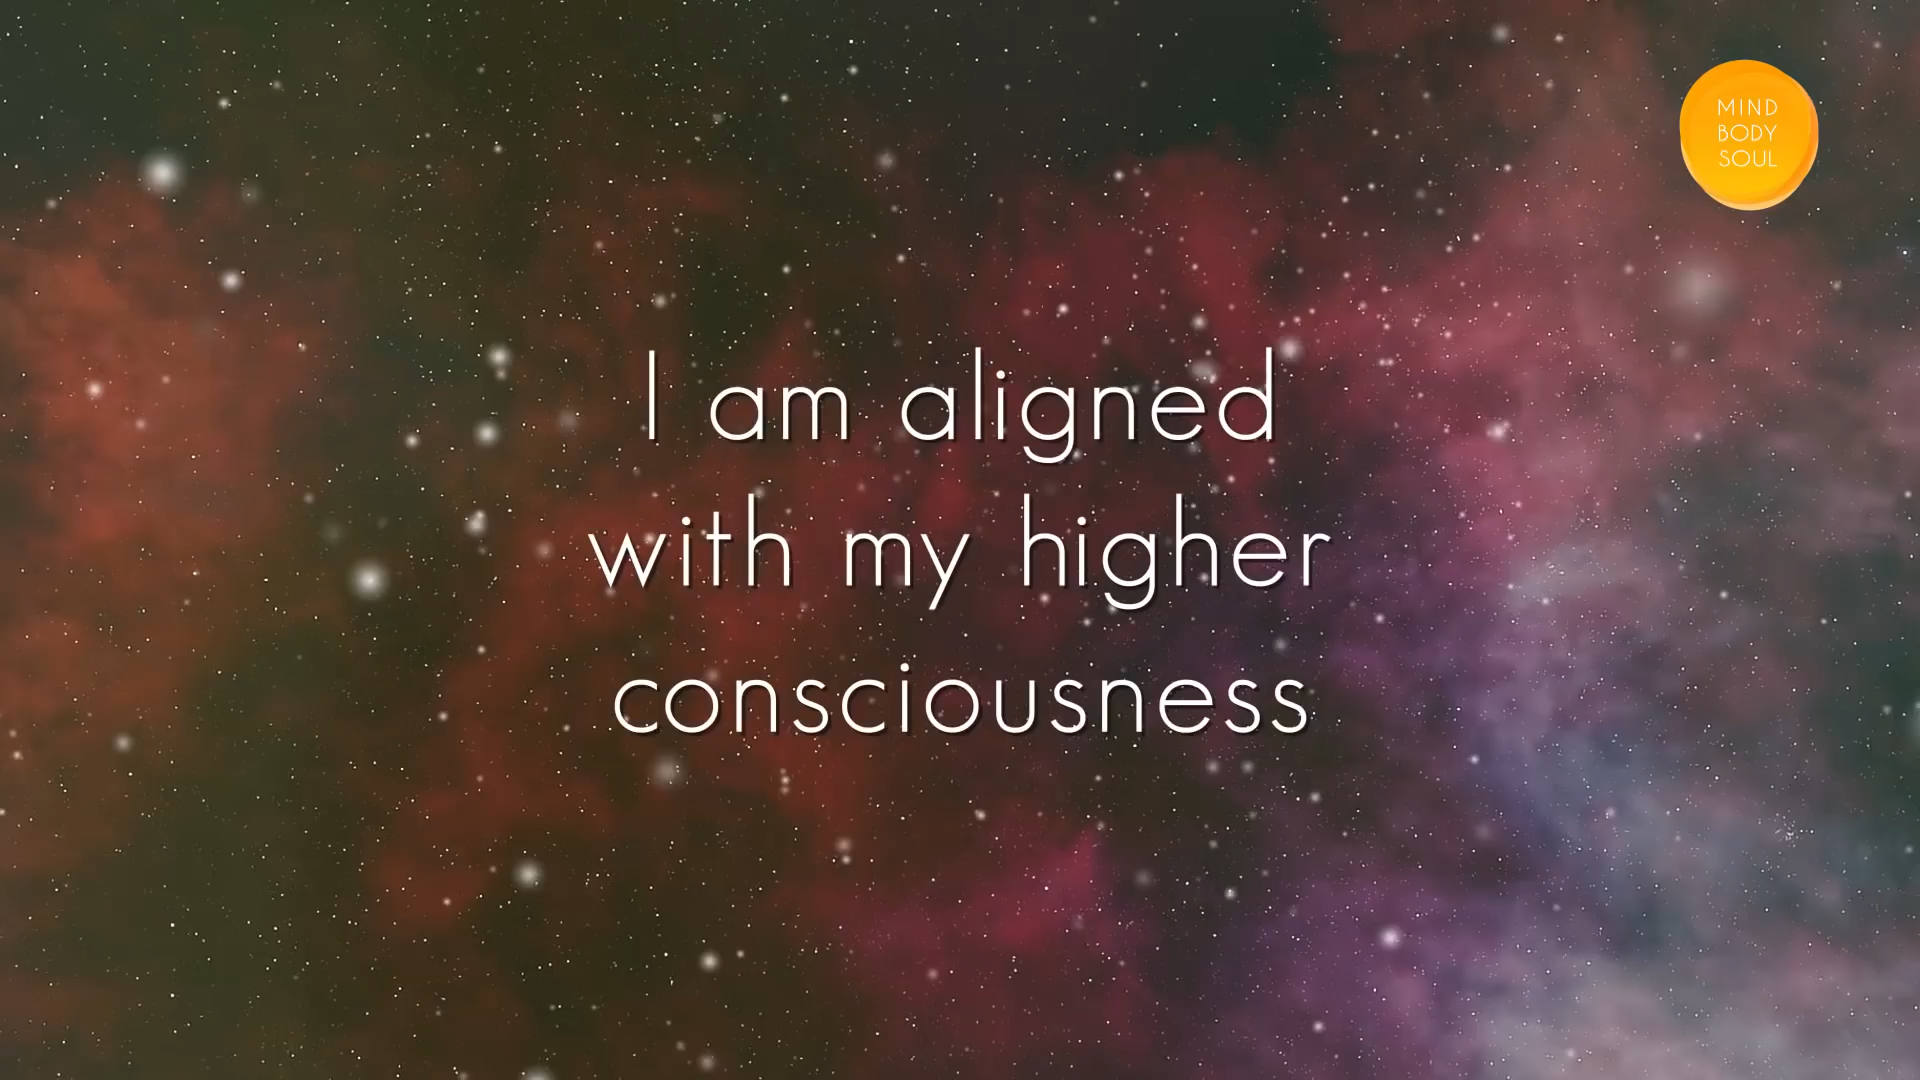 MIND
BODY
SOUL
I am aligned
with my higher
consciousness